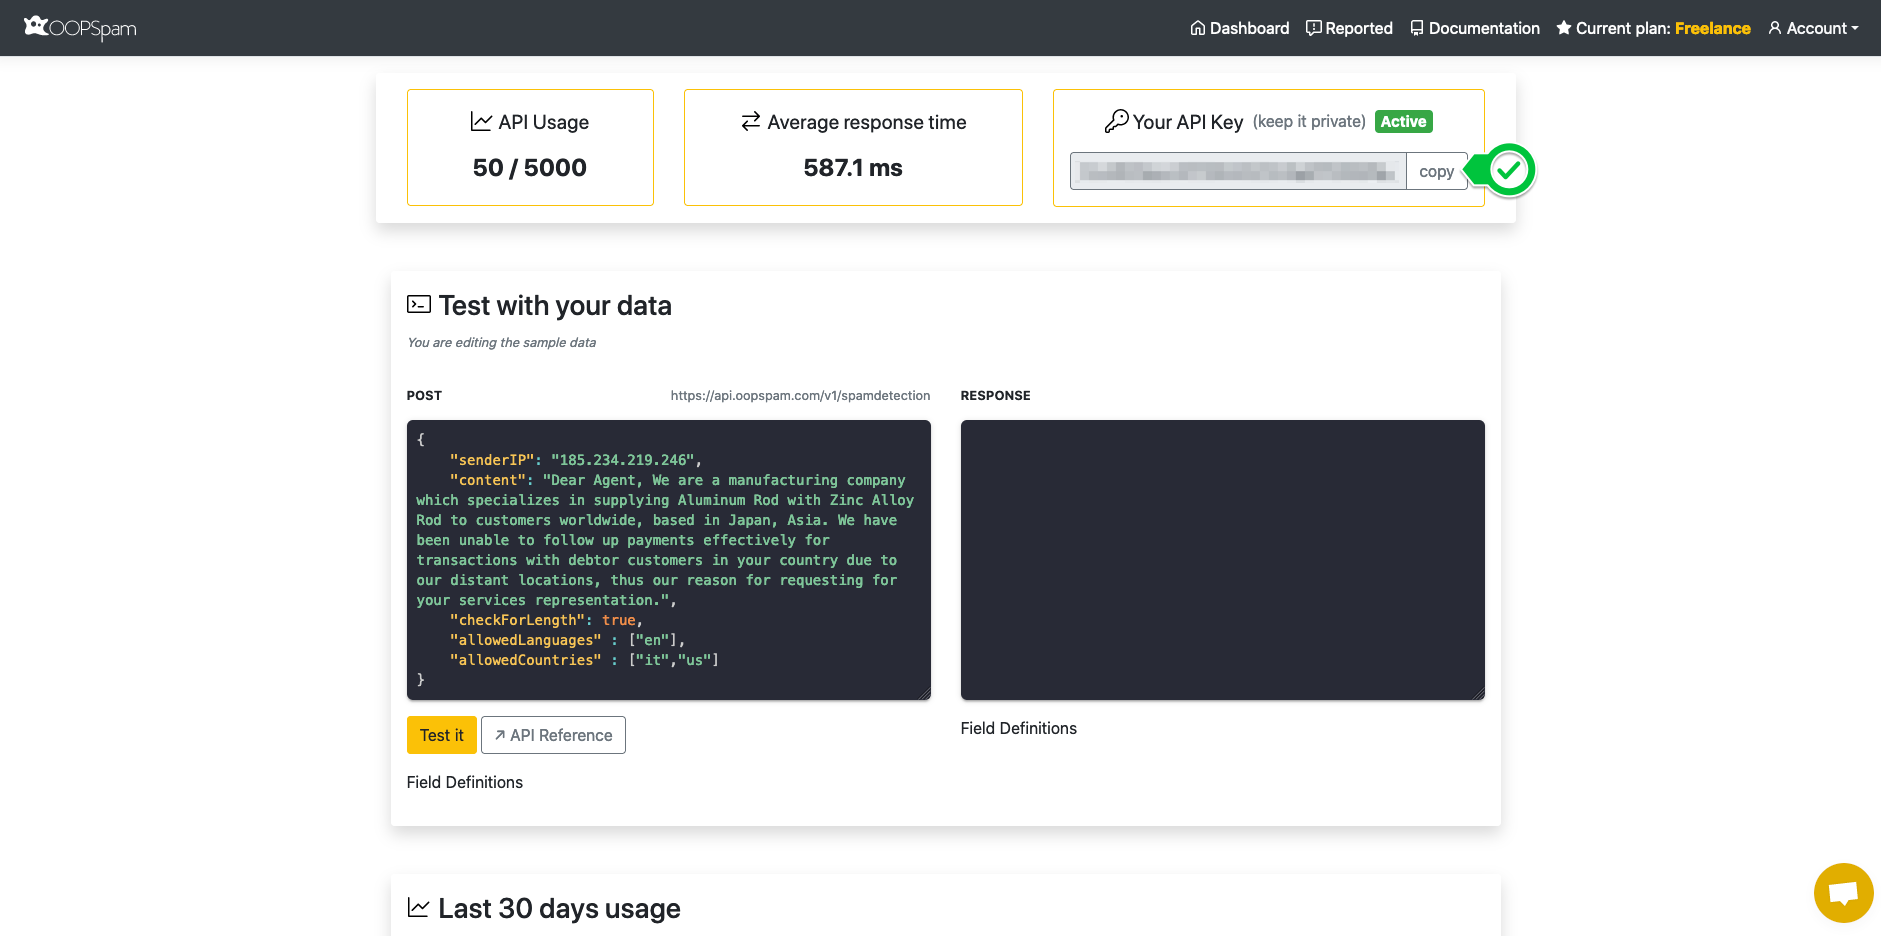 OOPSpam
Dashboard Reported Documentation Current plan: Freelance Account
API Usage
50 / 5000
Average response time
587.1 ms
Your API Key (keep it private) Active
copy
Test with your data
You are editing the sample data
POST https://api.oopspam.com/v1/spamdetection
{
"senderIP": "185.234.219.246",
"content": "Dear Agent, We are a manufacturing company
which specializes in supplying Aluminum Rod with Zinc Alloy
Rod to customers worldwide, based in Japan, Asia. We have
been unable to follow up payments effectively for
transactions with debtor customers in your country due to
our distant locations, thus our reason for requesting for
your services representation.",
"checkForLength": true,
"allowedLanguages" : ["en"],
"allowedCountries" : ["it","us"]
}
Test it API Reference
Field Definitions
RESPONSE
Field Definitions
Last 30 days usage